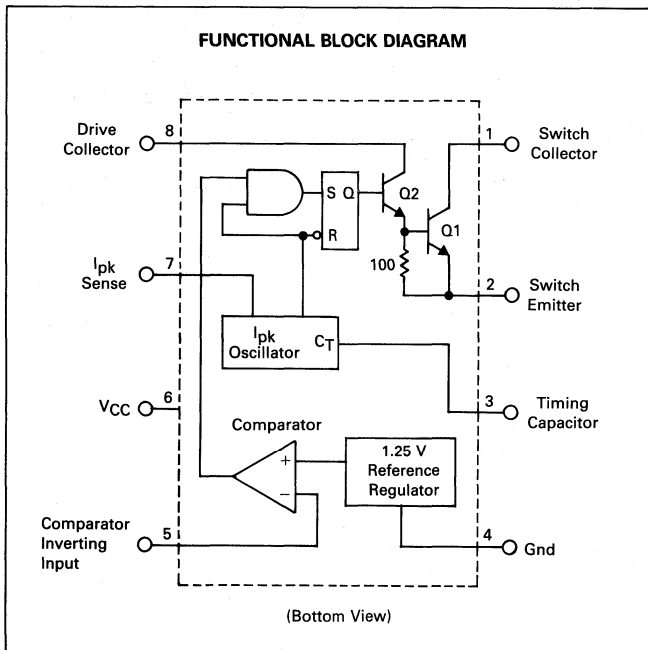 FUNCTIONAL BLOCK DIAGRAM
Drive
Collector
8
1
Switch
Collector
S Q
R
Q2
Q1
100
Ipk
Sense
7
2
Switch
Emitter
Ipk
Oscillator
CT
VCC
6
3
Timing
Capacitor
Comparator
+
−
1.25 V
Reference
Regulator
Comparator
Inverting
Input
5
4
Gnd
(Bottom View)